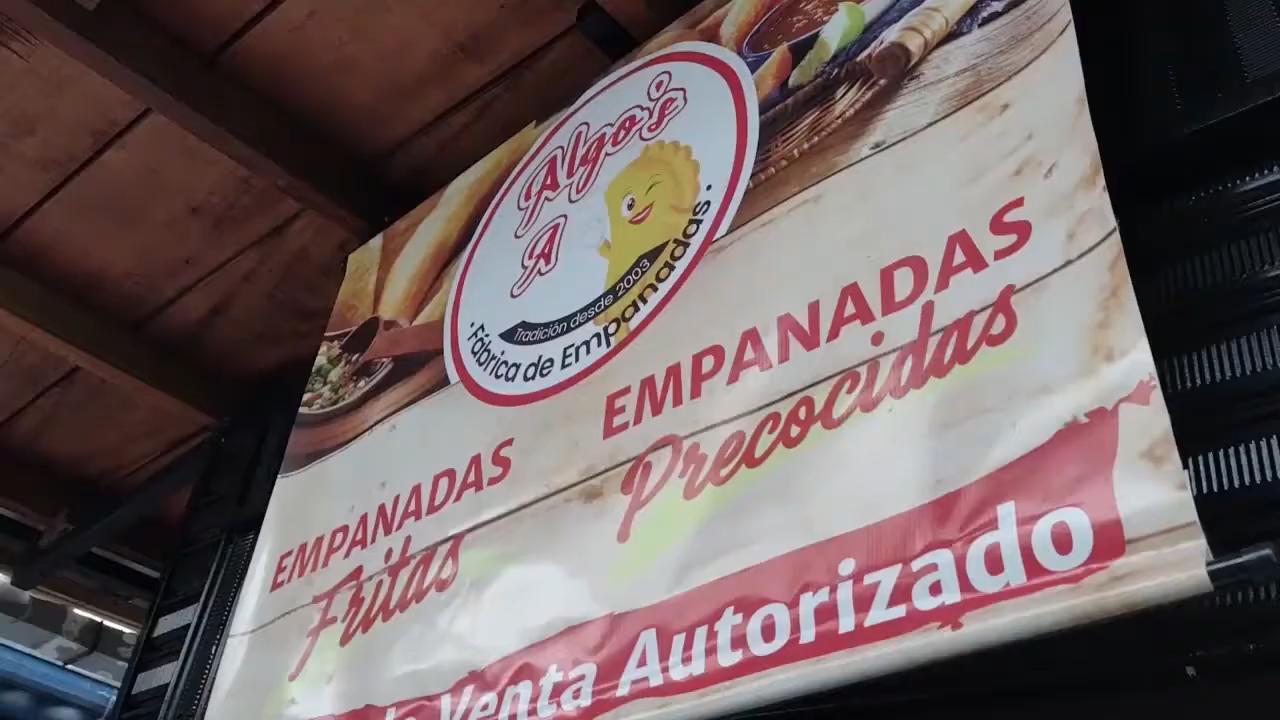 Algo's
A
Tradición desde 2003
·Fábrica de Empanadas·
EMPANADAS
Fritas
EMPANADAS
Precocidas
Venta Autorizado